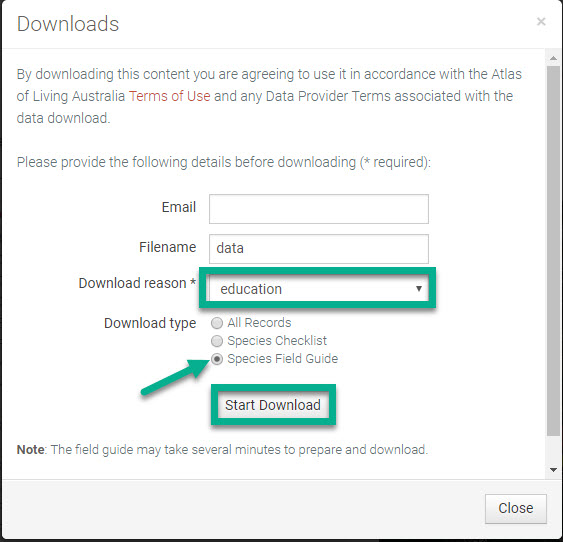 Downloads ×
By downloading this content you are agreeing to use it in accordance with the Atlas
of Living Australia Terms of Use and any Data Provider Terms associated with the
data download.
Please provide the following details before downloading (* required):
Email
Filename data
Download reason * education
Download type All Records
Species Checklist
Species Field Guide
Start Download
Note: The field guide may take several minutes to prepare and download.
Close